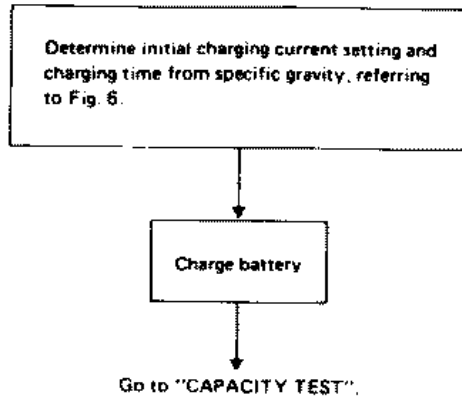 Determine initial charging current setting and
charging time from specific gravity, referring
to Fig. 6.
Charge battery
Go to "CAPACITY TEST".